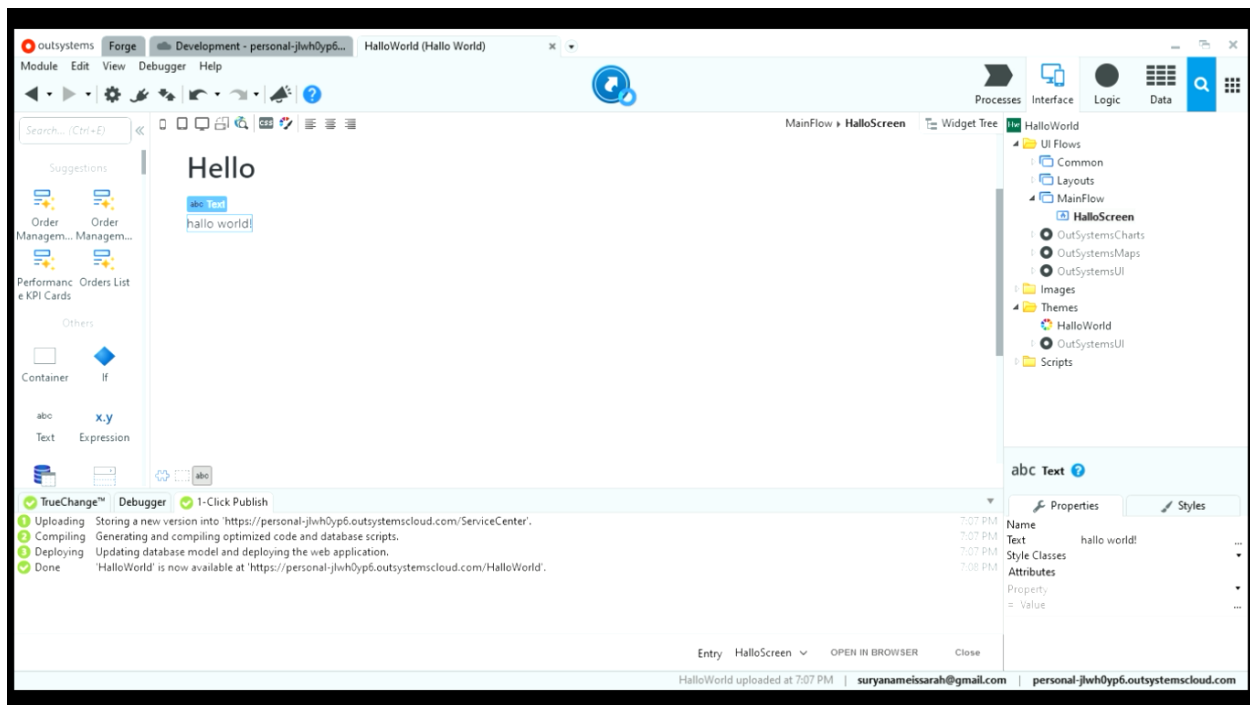 outsystems Forge Development - personal-jlwh0yp6... HalloWorld (Hallo World)
Module Edit View Debugger Help
Processes Interface Logic Data
Search... (Ctrl+E)
MainFlow HalloScreen Widget Tree
Suggestions
Order Managem... Order Managem...
Performanc e KPI Cards Orders List
Others
Container If
abc x.y
Text Expression
Hello
abc Text
hallo world!
abc
HalloWorld
UI Flows
Common
Layouts
MainFlow
HalloScreen
OutSystemsCharts
OutSystemsMaps
OutSystemsUI
Images
Themes
HalloWorld
OutSystemsUI
Scripts
abc Text
Properties Styles
Name
Text hallo world! ...
Style Classes
Attributes
Property
= Value ...
TrueChange™ Debugger 1-Click Publish
1 Uploading Storing a new version into 'https://personal-jlwh0yp6.outsystemscloud.com/ServiceCenter'. 7:07 PM
2 Compiling Generating and compiling optimized code and database scripts. 7:07 PM
3 Deploying Updating database model and deploying the web application. 7:07 PM
Done 'HalloWorld' is now available at 'https://personal-jlwh0yp6.outsystemscloud.com/HalloWorld'. 7:08 PM
Entry HalloScreen OPEN IN BROWSER Close
HalloWorld uploaded at 7:07 PM | suryanameissarah@gmail.com | personal-jlwh0yp6.outsystemscloud.com